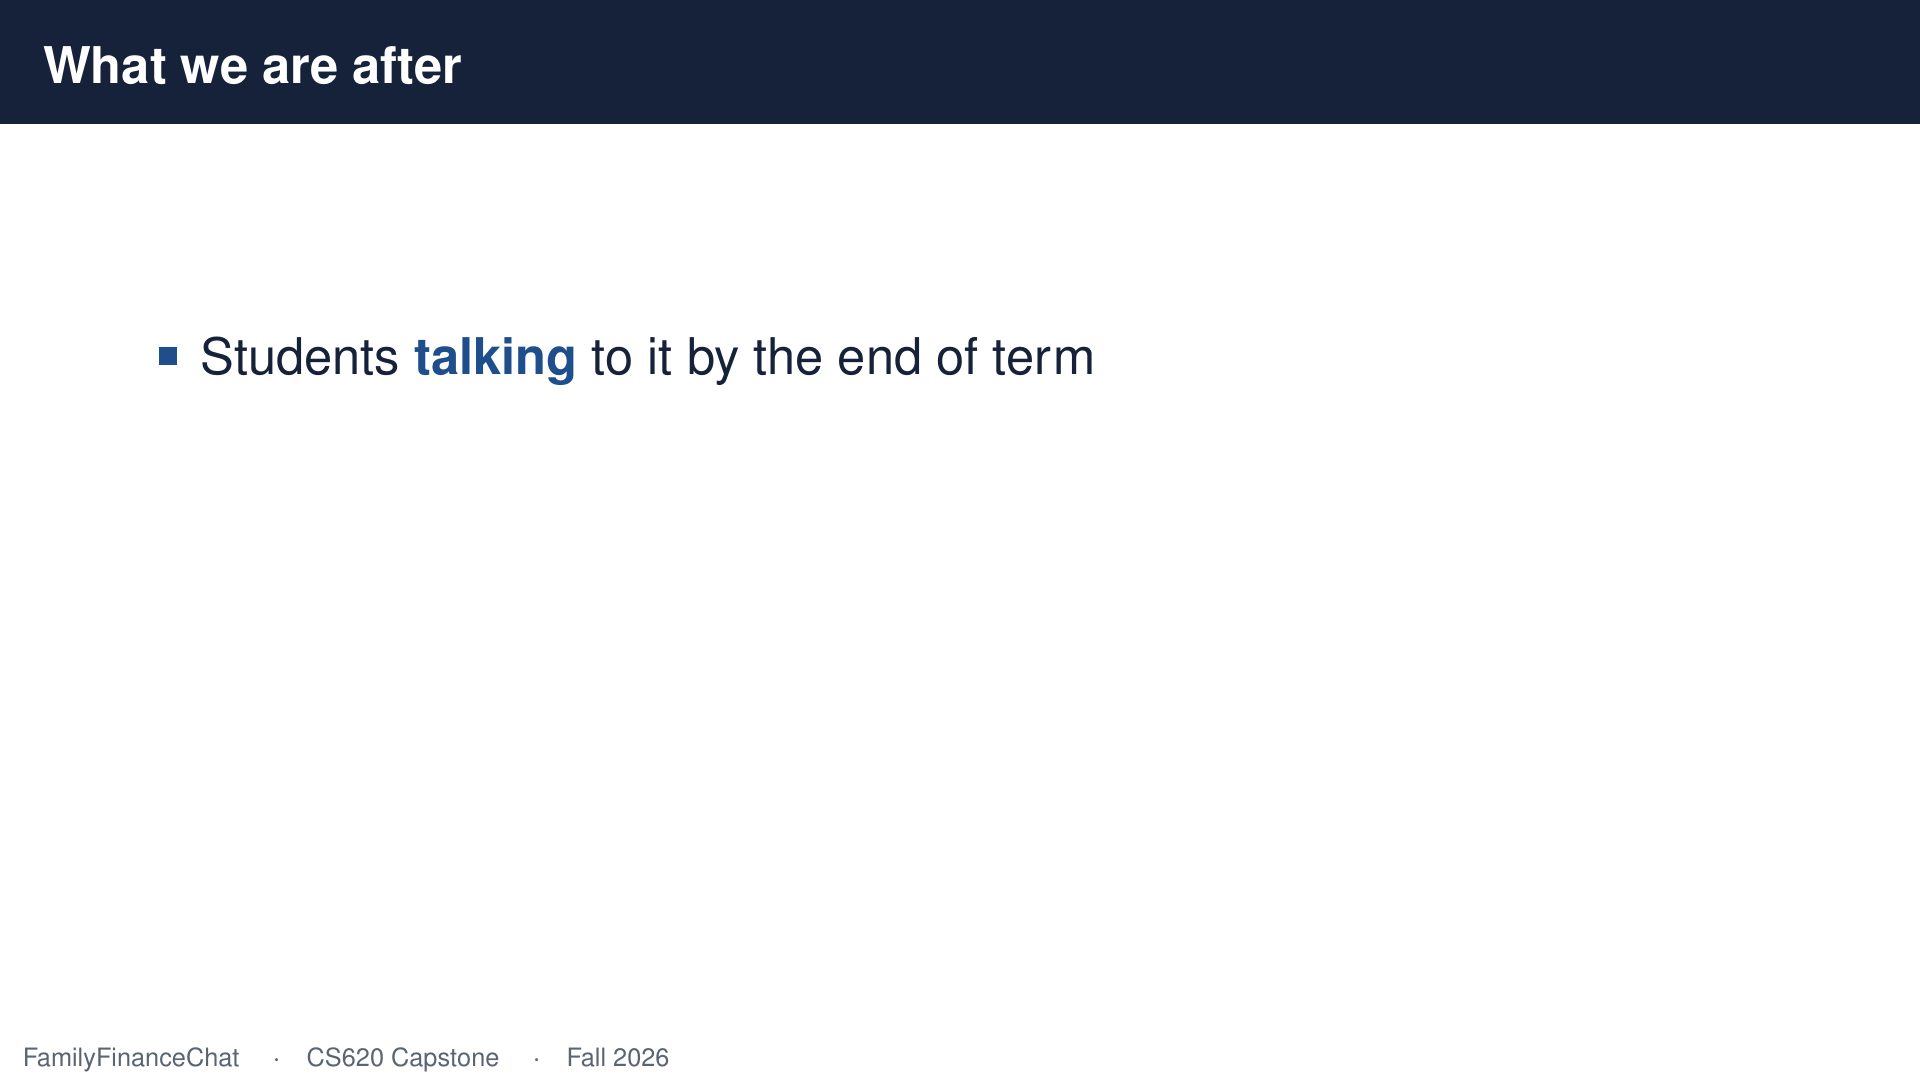 What we are after
Students talking to it by the end of term
FamilyFinanceChat · CS620 Capstone · Fall 2026